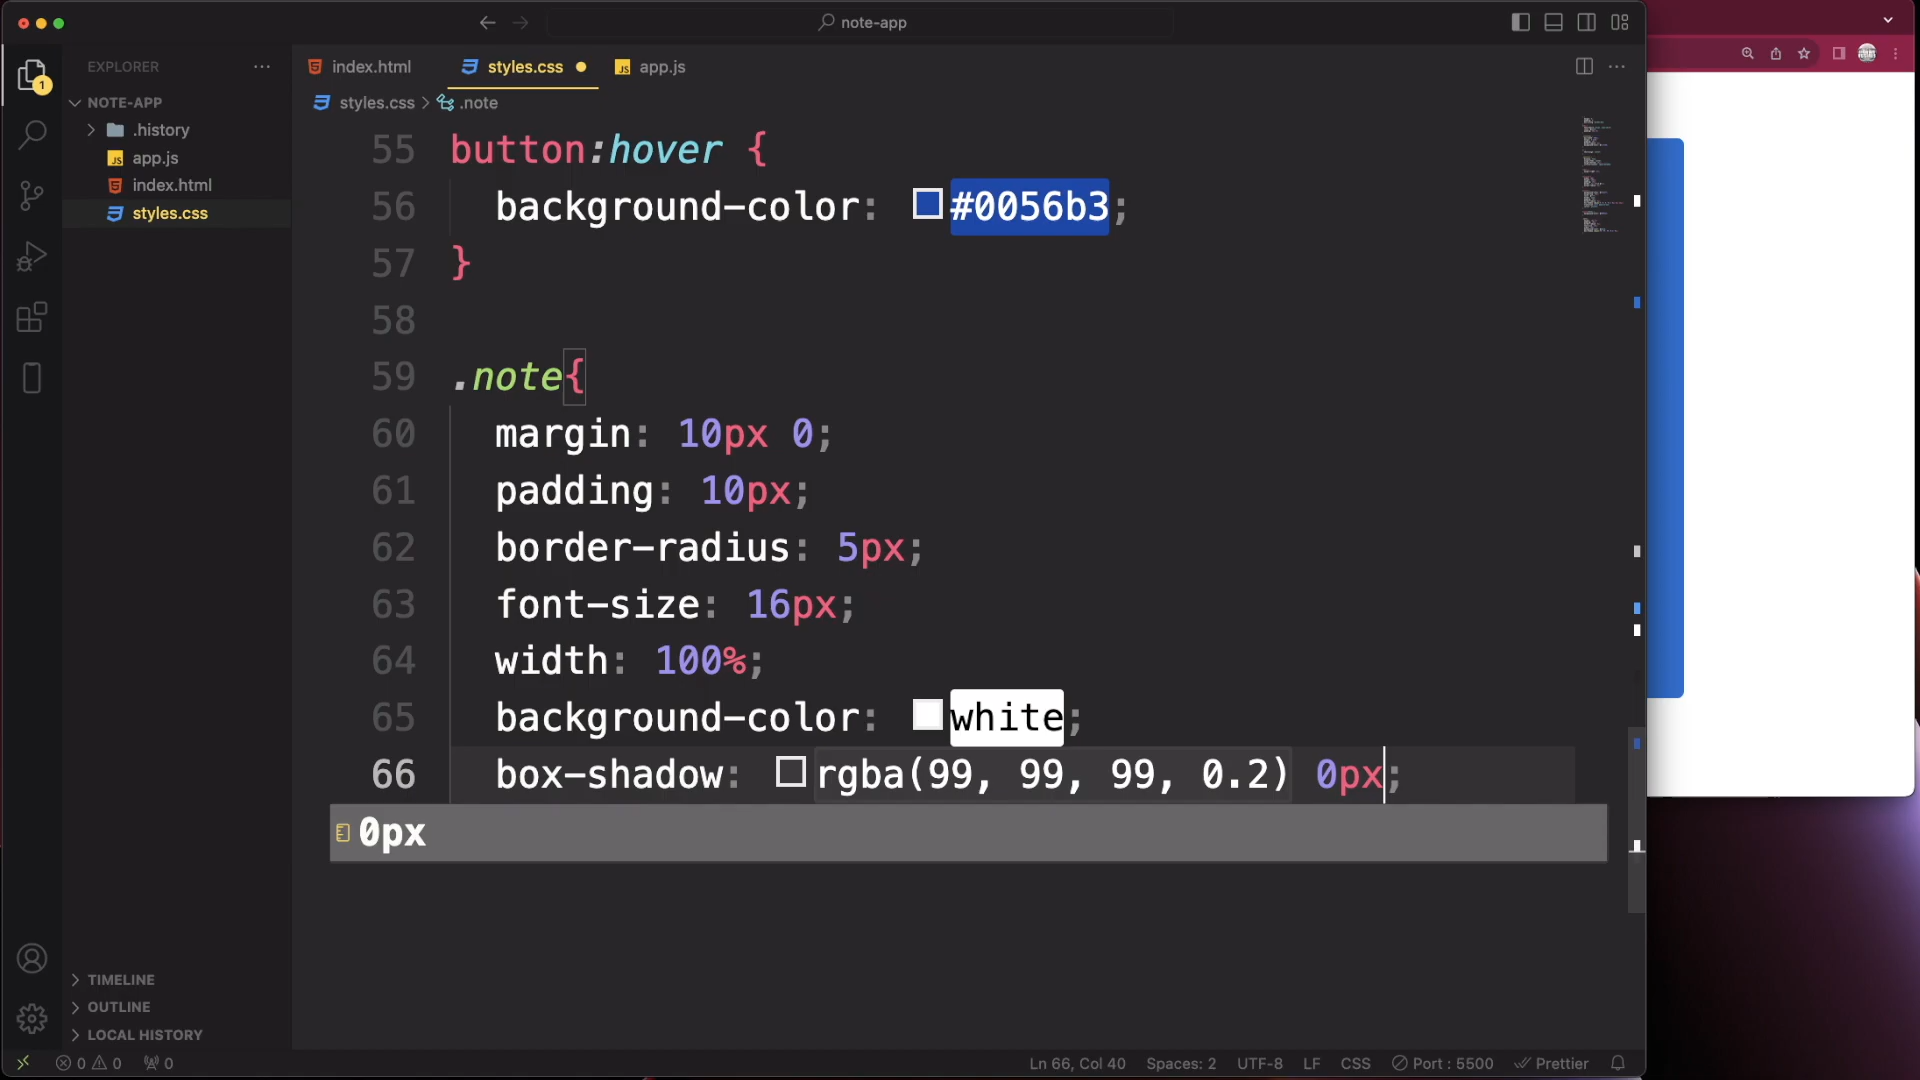 note-app
EXPLORER
index.html
styles.css
app.js
NOTE-APP
styles.css > .note
.history
app.js
index.html
styles.css
55 button:hover {
56 background-color: #0056b3;
57 }
58
59 .note{
60 margin: 10px 0;
61 padding: 10px;
62 border-radius: 5px;
63 font-size: 16px;
64 width: 100%;
65 background-color: white;
66 box-shadow: rgba(99, 99, 99, 0.2) 0px;
0px
TIMELINE
OUTLINE
LOCAL HISTORY
0 0 0 Ln 66, Col 40 Spaces: 2 UTF-8 LF CSS Port : 5500 Prettier
1